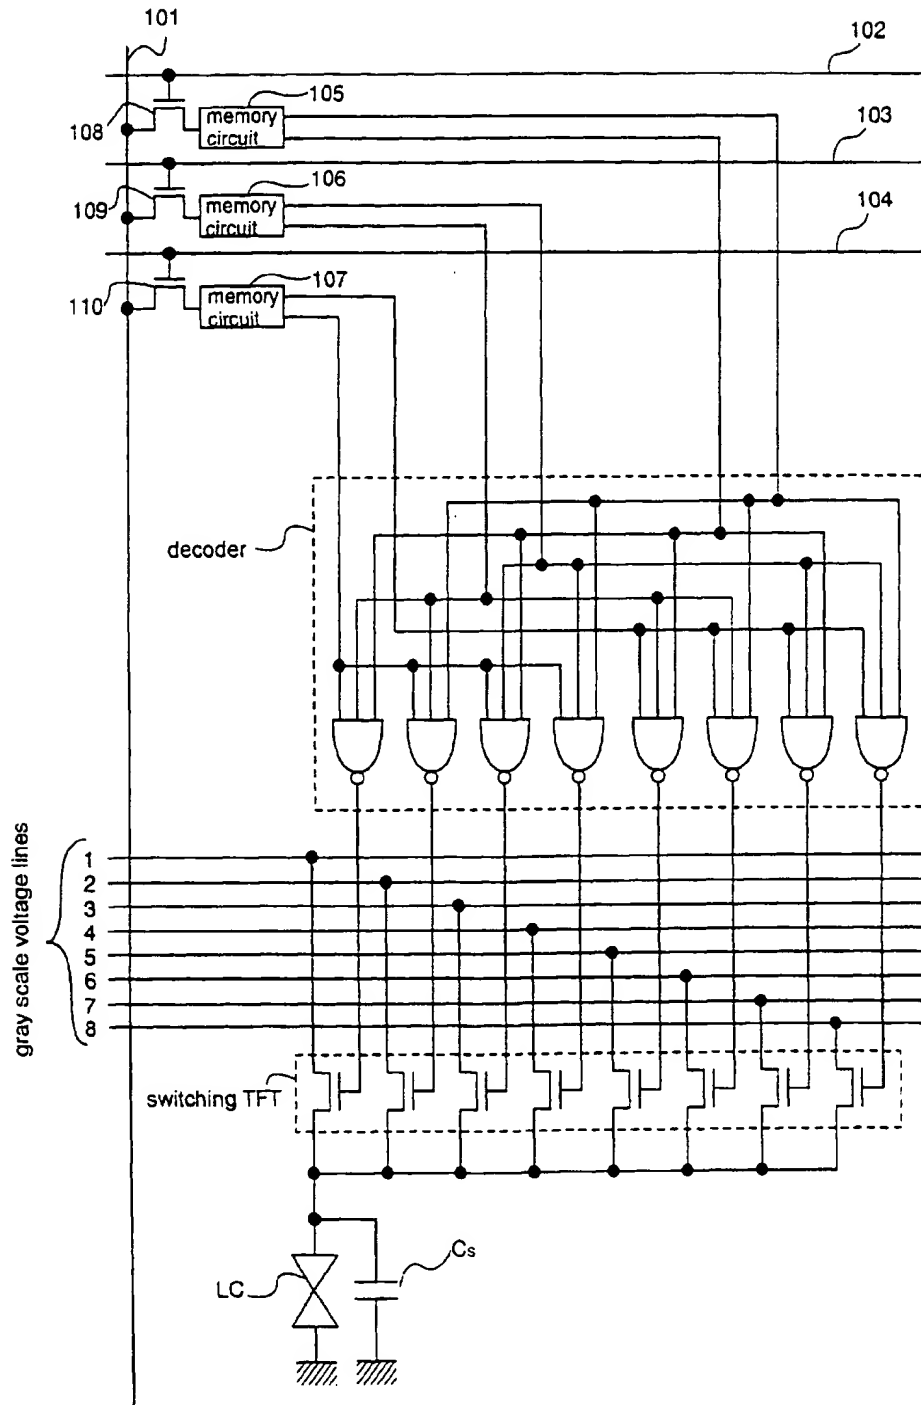 101
102
105
memory
circuit
108
103
106
memory
circuit
109
104
107
memory
circuit
110
decoder
gray scale voltage lines
1
2
3
4
5
6
7
8
switching TFT
LC
Cs